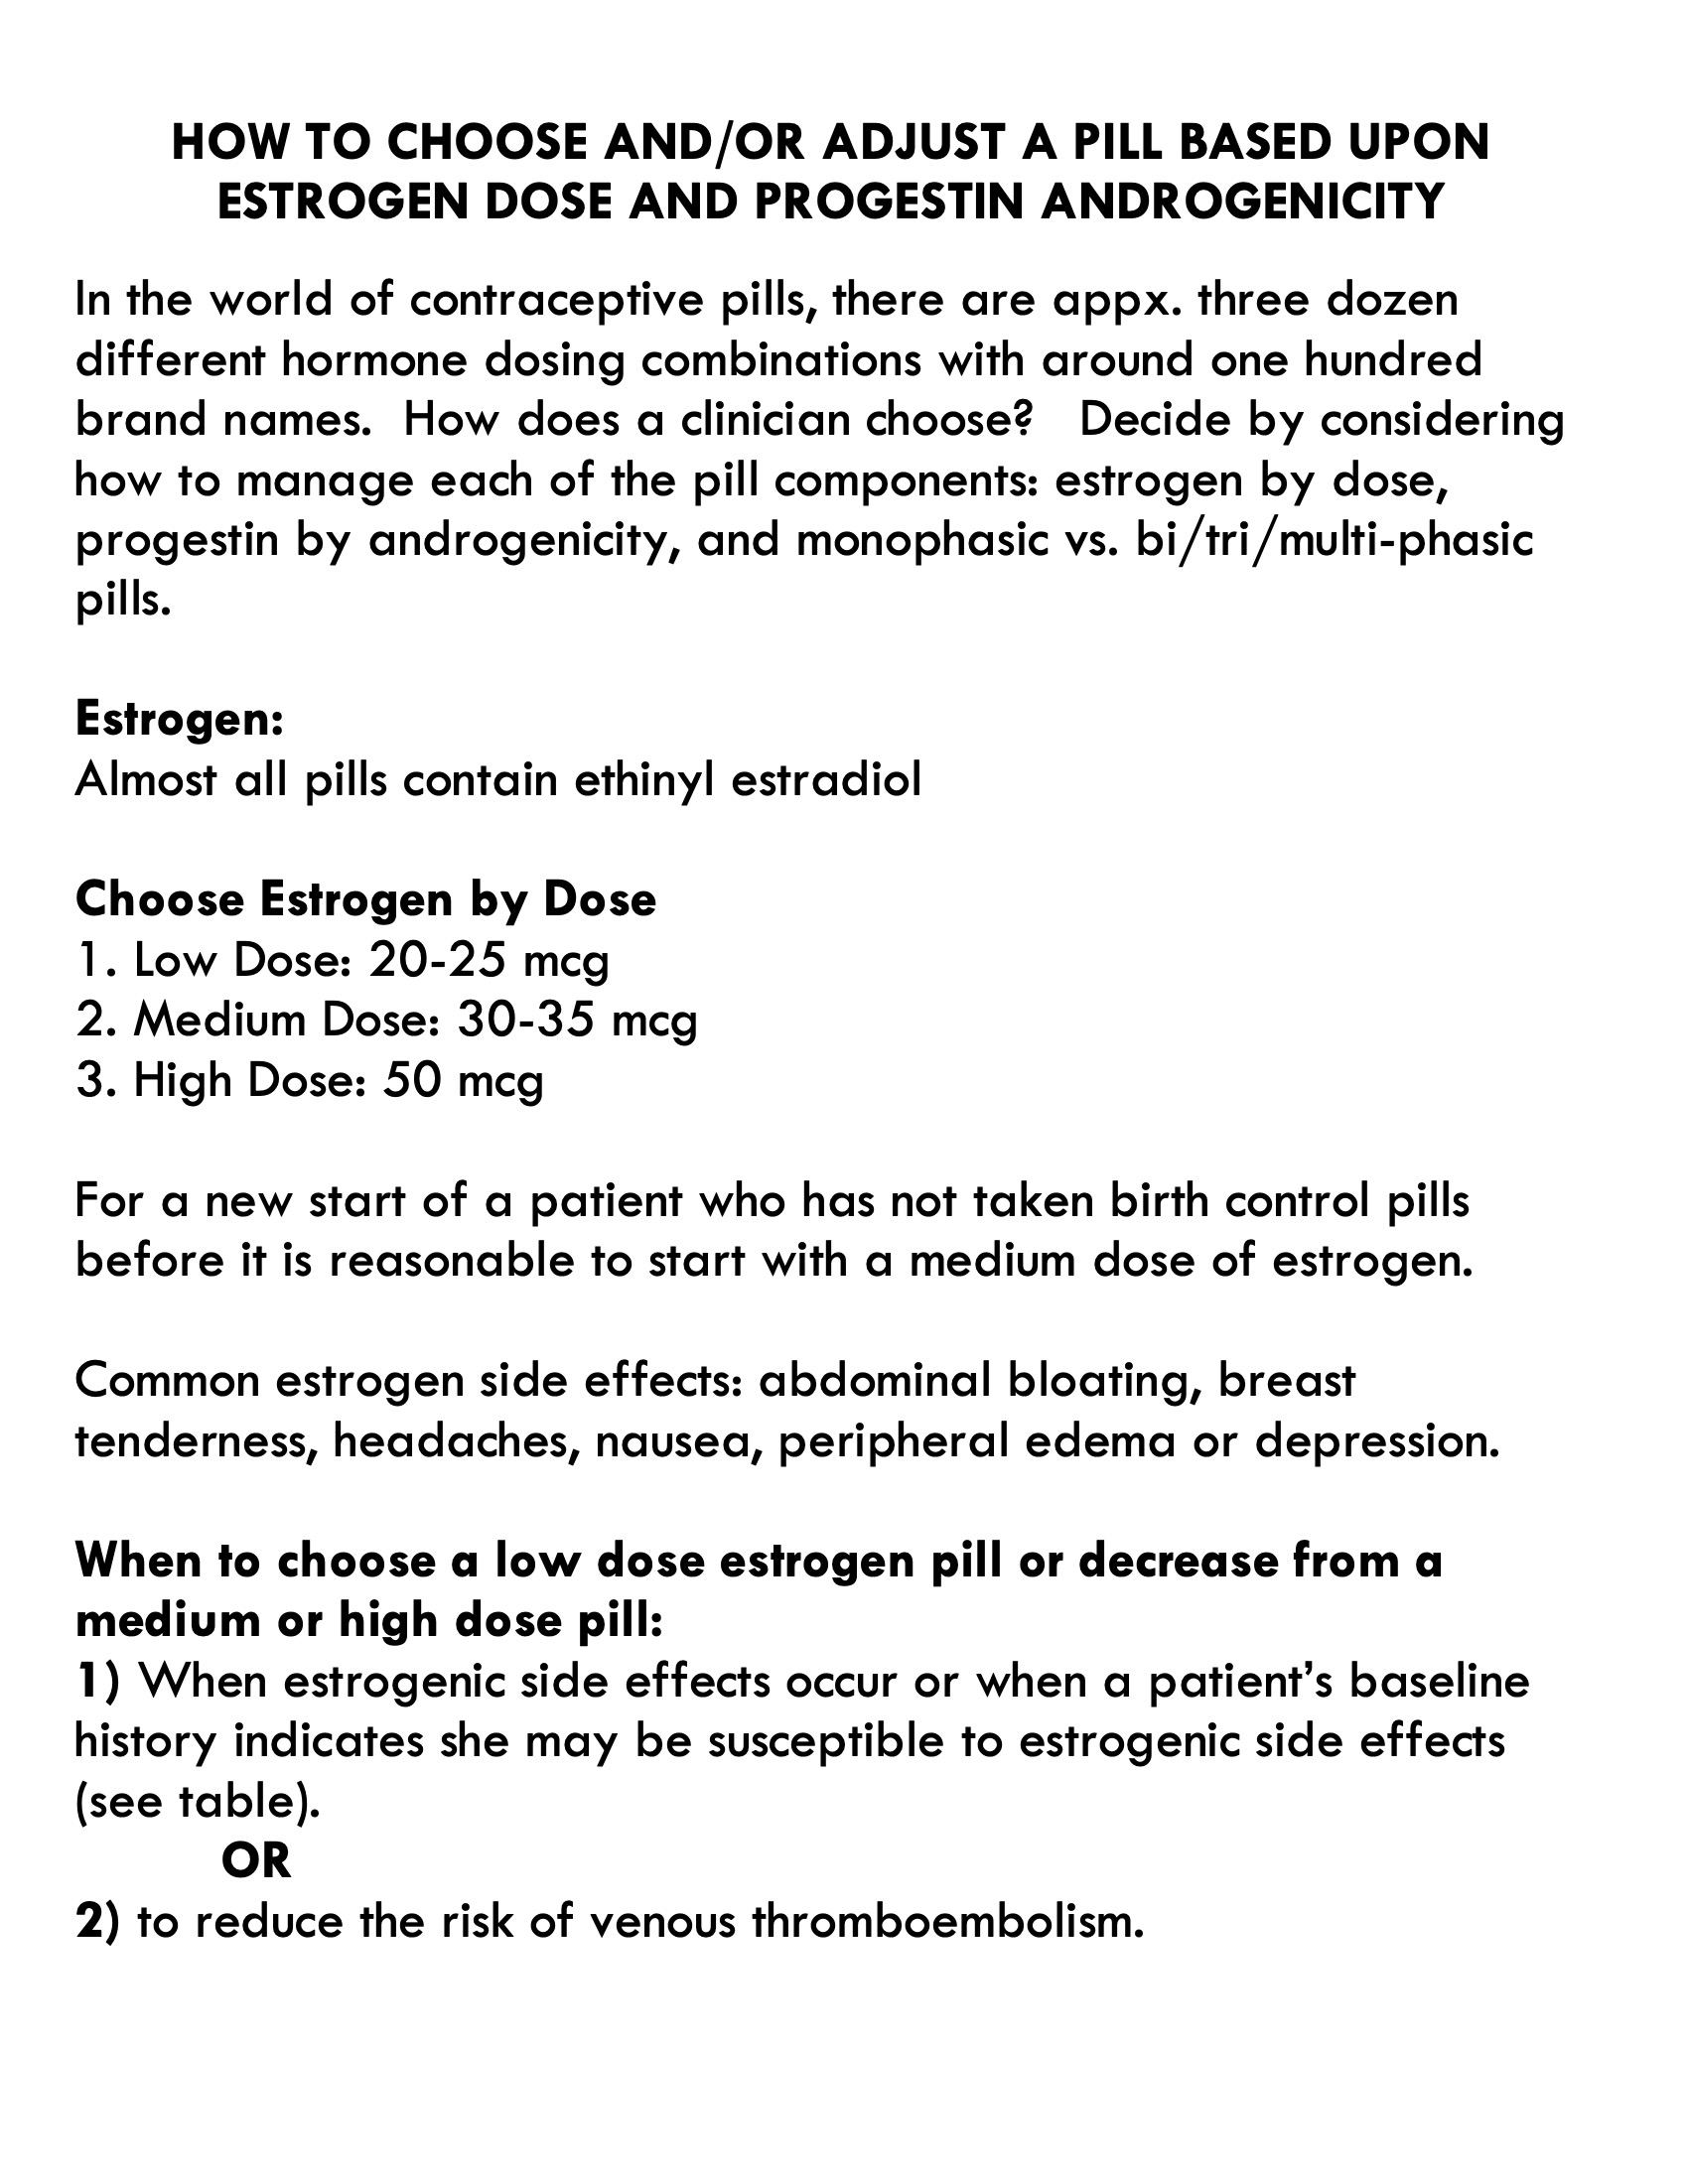 HOW TO CHOOSE AND/OR ADJUST A PILL BASED UPON
ESTROGEN DOSE AND PROGESTIN ANDROGENICITY
In the world of contraceptive pills, there are appx. three dozen
different hormone dosing combinations with around one hundred
brand names.  How does a clinician choose?   Decide by considering
how to manage each of the pill components: estrogen by dose,
progestin by androgenicity, and monophasic vs. bi/tri/multi-phasic
pills.
Estrogen:
Almost all pills contain ethinyl estradiol
Choose Estrogen by Dose
1. Low Dose: 20-25 mcg
2. Medium Dose: 30-35 mcg
3. High Dose: 50 mcg
For a new start of a patient who has not taken birth control pills
before it is reasonable to start with a medium dose of estrogen.
Common estrogen side effects: abdominal bloating, breast
tenderness, headaches, nausea, peripheral edema or depression.
When to choose a low dose estrogen pill or decrease from a
medium or high dose pill:
1) When estrogenic side effects occur or when a patient’s baseline
history indicates she may be susceptible to estrogenic side effects
(see table).
OR
2) to reduce the risk of venous thromboembolism.